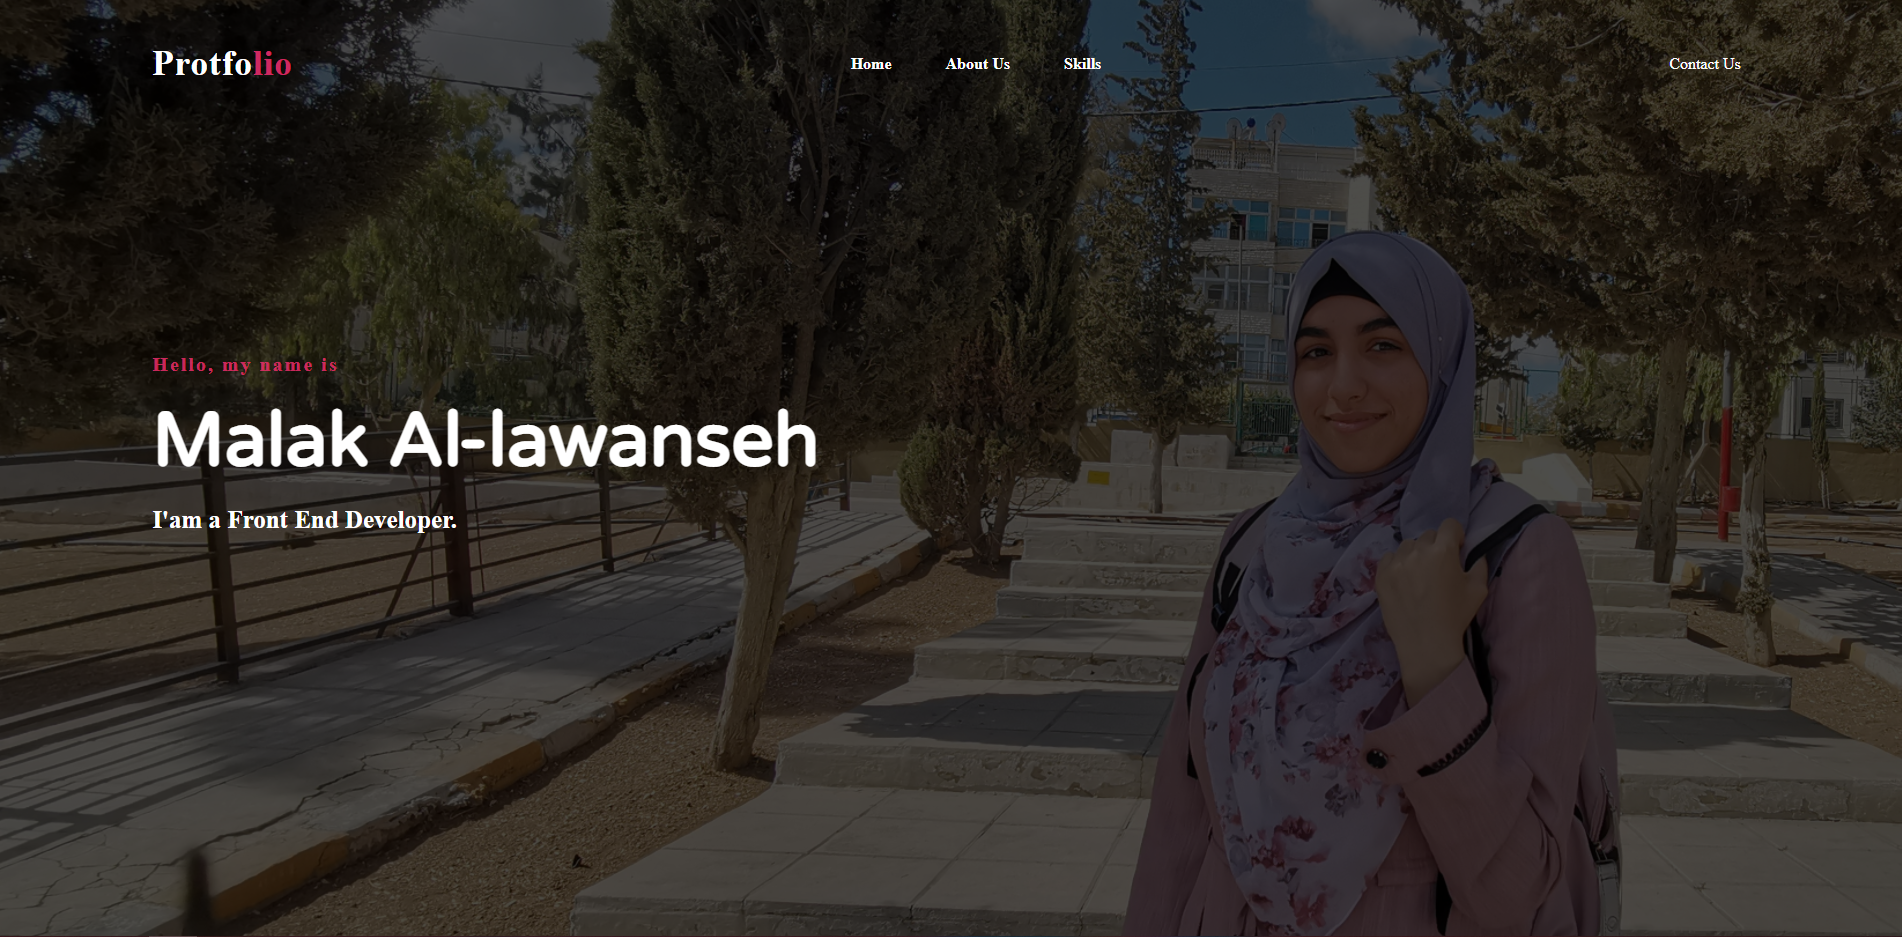 Protfolio
Home
About Us
Skills
Contact Us
Hello, my name is
Malak Al-lawanseh
I'am a Front End Developer.